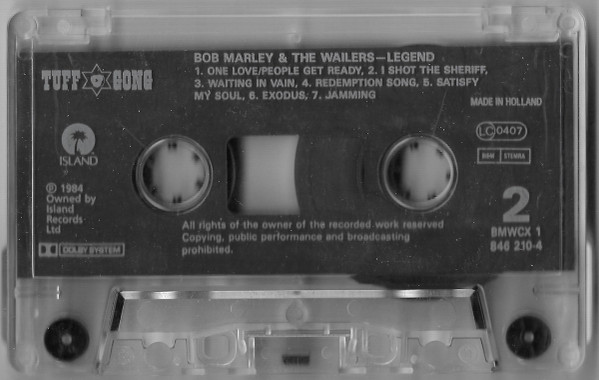 BOB MARLEY & THE WAILERS—LEGEND
1. ONE LOVE/PEOPLE GET READY, 2. I SHOT THE SHERIFF,
3. WAITING IN VAIN, 4. REDEMPTION SONG, 5. SATISFY
MY SOUL, 6. EXODUS, 7. JAMMING
TUFF GONG
MADE IN HOLLAND
LC 0407
BIEM STEMRA
ISLAND
℗ 1984
Owned by
Island
Records
Ltd
DOLBY SYSTEM
All rights of the owner of the recorded work reserved
Copying, public performance and broadcasting
prohibited.
2
BMWCX 1
846 210-4